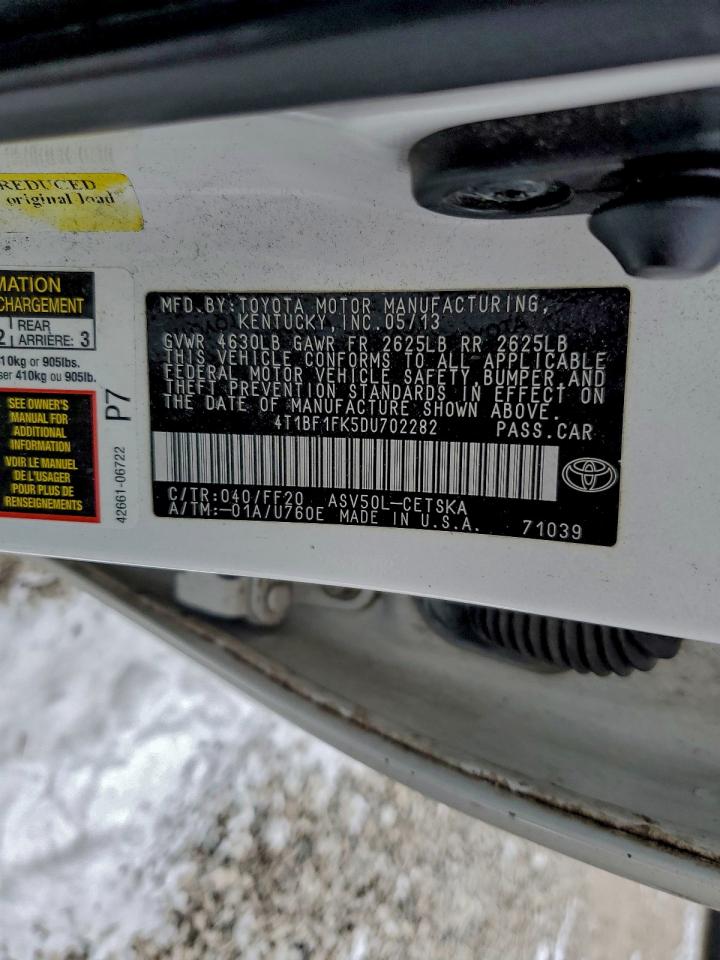 REDUCED
original load
MATION
CHARGEMENT
2 REAR
ARRIÈRE: 3
10kg or 905lbs.
ser 410kg ou 905lb.
SEE OWNER'S
MANUAL FOR
ADDITIONAL
INFORMATION
VOIR LE MANUEL
DE L'USAGER
POUR PLUS DE
RENSEIGNEMENTS
P7
42661-06722
MFD. BY: TOYOTA MOTOR MANUFACTURING,
KENTUCKY, INC. 05/13
GVWR 4630LB GAWR FR 2625LB RR 2625LB
THIS VEHICLE CONFORMS TO ALL APPLICABLE
FEDERAL MOTOR VEHICLE SAFETY, BUMPER, AND
THEFT PREVENTION STANDARDS IN EFFECT ON
THE DATE OF MANUFACTURE SHOWN ABOVE.
4T1BF1FK5DU702282 PASS. CAR
C/TR: 040/FF20 ASV50L-CETSKA
A/TM: -01A/U760E MADE IN U.S.A. 71039